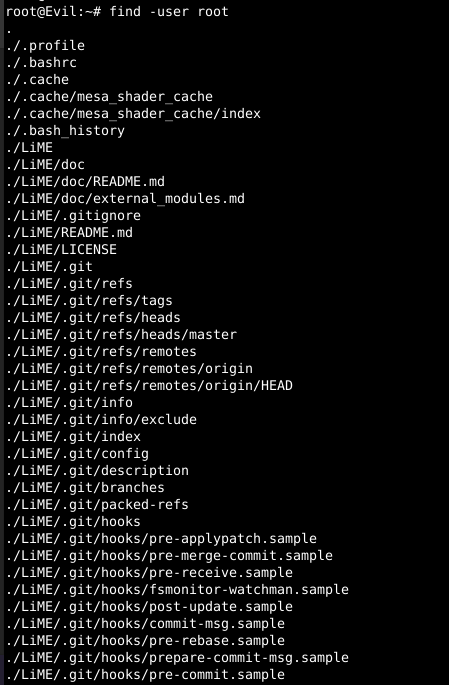 root@Evil:~# find -user root
.
./.profile
./.bashrc
./.cache
./.cache/mesa_shader_cache
./.cache/mesa_shader_cache/index
./.bash_history
./LiME
./LiME/doc
./LiME/doc/README.md
./LiME/doc/external_modules.md
./LiME/.gitignore
./LiME/README.md
./LiME/LICENSE
./LiME/.git
./LiME/.git/refs
./LiME/.git/refs/tags
./LiME/.git/refs/heads
./LiME/.git/refs/heads/master
./LiME/.git/refs/remotes
./LiME/.git/refs/remotes/origin
./LiME/.git/refs/remotes/origin/HEAD
./LiME/.git/info
./LiME/.git/info/exclude
./LiME/.git/index
./LiME/.git/config
./LiME/.git/description
./LiME/.git/branches
./LiME/.git/packed-refs
./LiME/.git/hooks
./LiME/.git/hooks/pre-applypatch.sample
./LiME/.git/hooks/pre-merge-commit.sample
./LiME/.git/hooks/pre-receive.sample
./LiME/.git/hooks/fsmonitor-watchman.sample
./LiME/.git/hooks/post-update.sample
./LiME/.git/hooks/commit-msg.sample
./LiME/.git/hooks/pre-rebase.sample
./LiME/.git/hooks/prepare-commit-msg.sample
./LiME/.git/hooks/pre-commit.sample